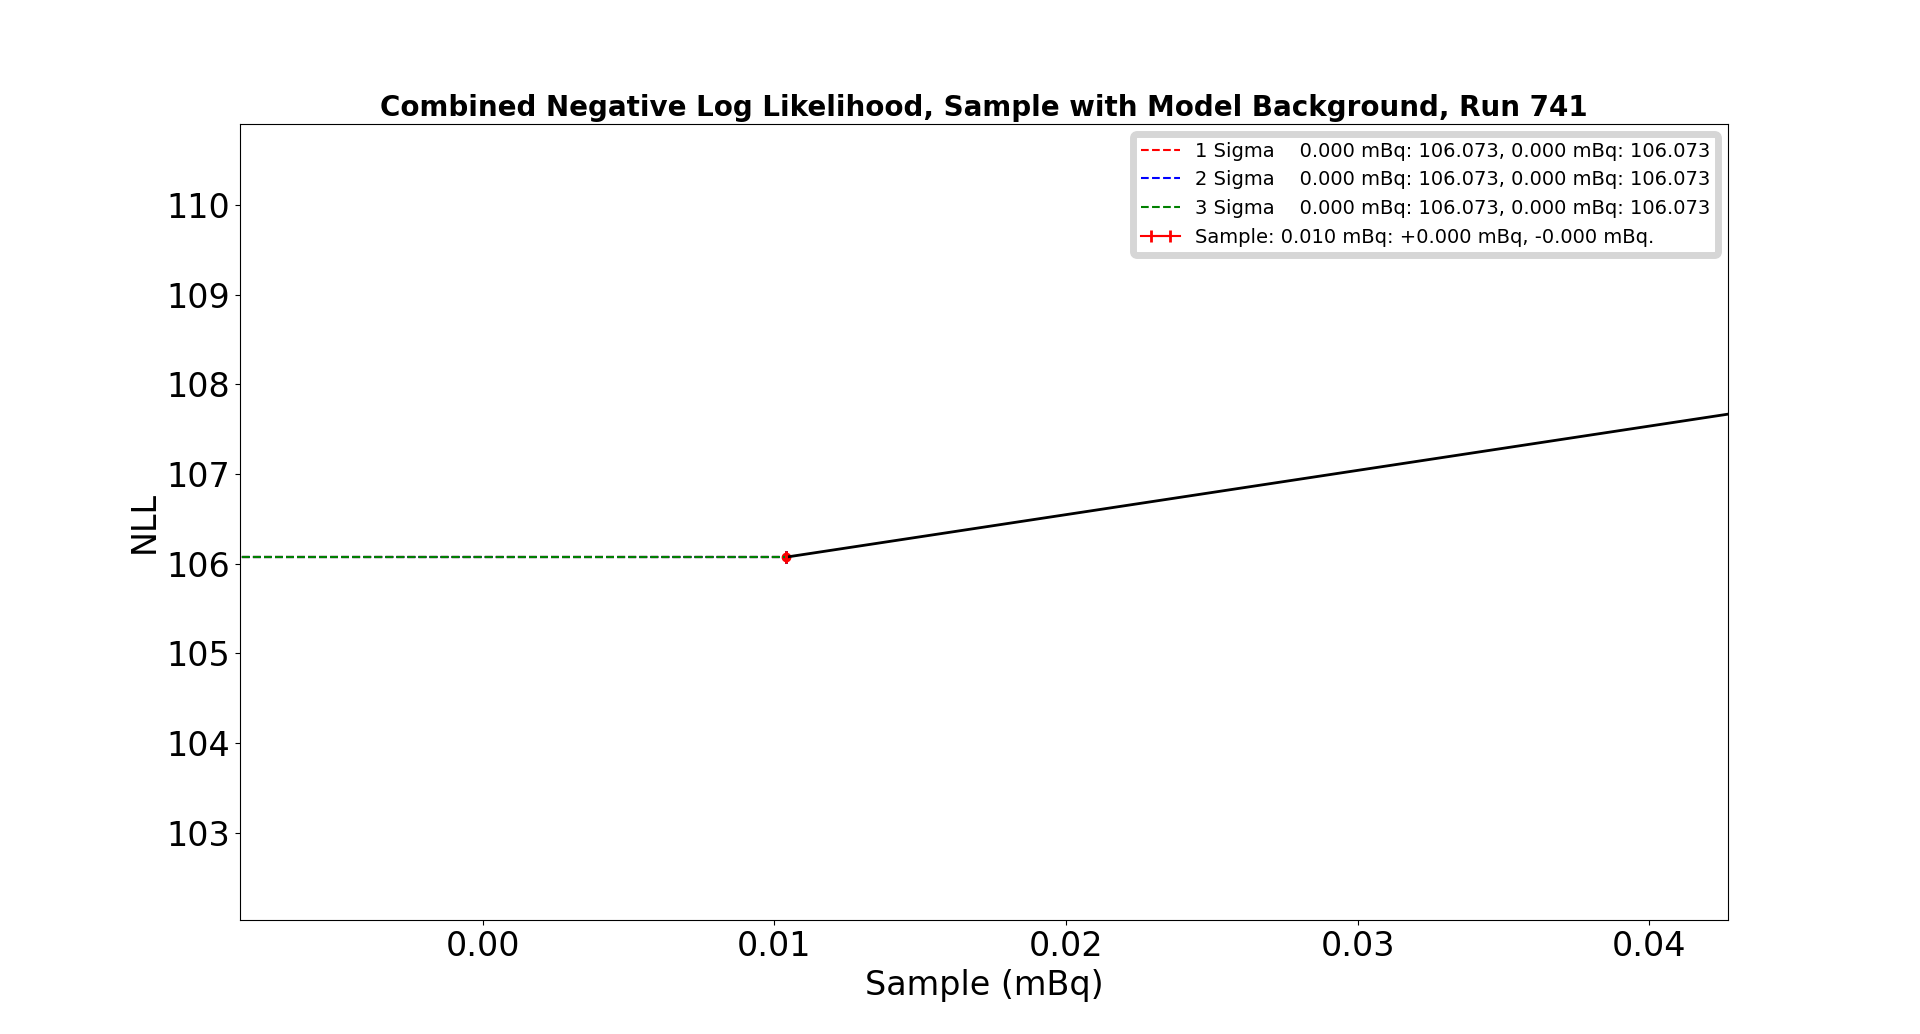 Combined Negative Log Likelihood, Sample with Model Background, Run 741
1 Sigma    0.000 mBq: 106.073, 0.000 mBq: 106.073
2 Sigma    0.000 mBq: 106.073, 0.000 mBq: 106.073
3 Sigma    0.000 mBq: 106.073, 0.000 mBq: 106.073
Sample: 0.010 mBq: +0.000 mBq, -0.000 mBq.
110
109
108
107
106
105
104
103
NLL
0.00 0.01 0.02 0.03 0.04
Sample (mBq)